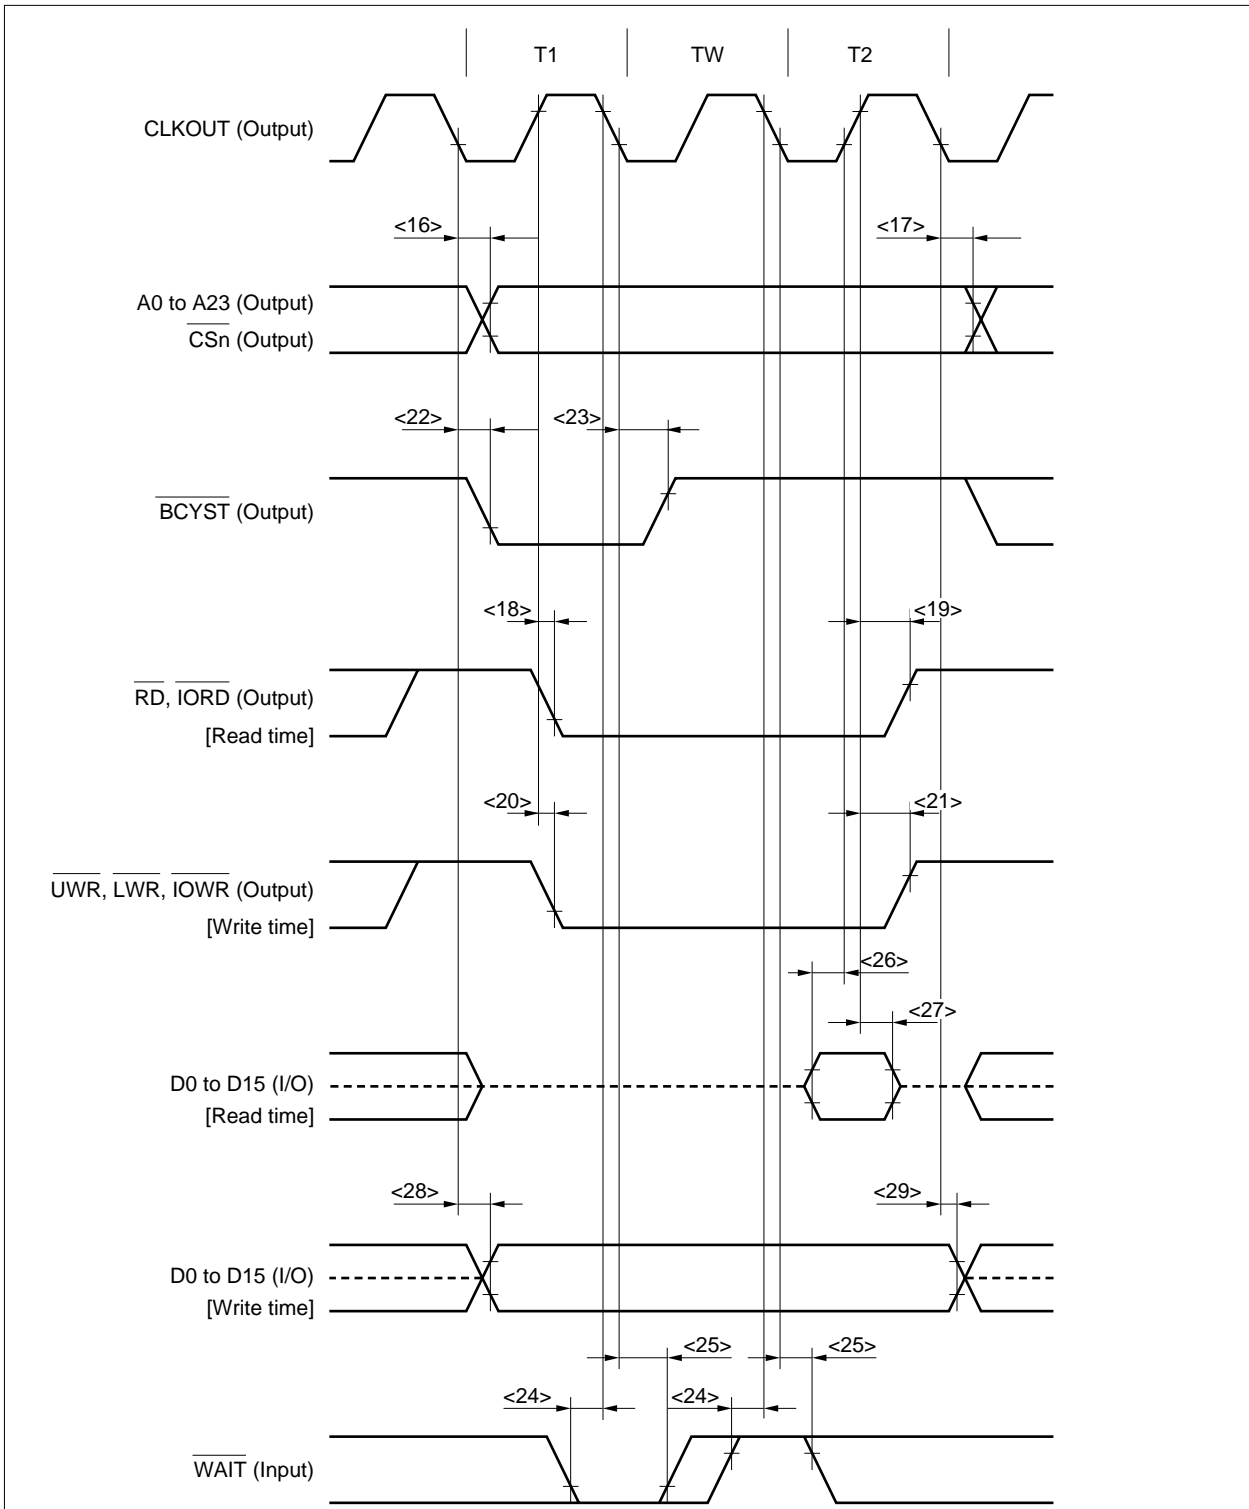 T1 TW T2
CLKOUT (Output)
<16> <17>
A0 to A23 (Output)
CSn (Output)
<22> <23>
BCYST (Output)
<18> <19>
RD, IORD (Output)
[Read time]
<20> <21>
UWR, LWR, IOWR (Output)
[Write time]
<26>
<27>
D0 to D15 (I/O)
[Read time]
<28> <29>
D0 to D15 (I/O)
[Write time]
<25> <25>
<24> <24>
WAIT (Input)